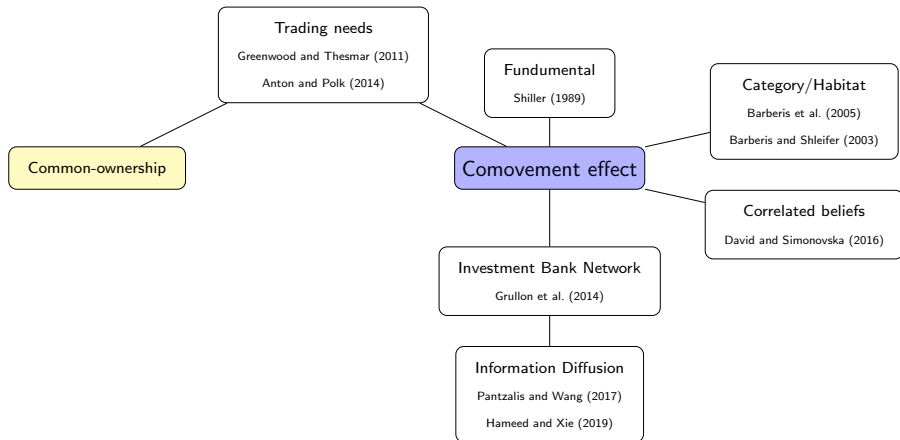 Trading needs
Greenwood and Thesmar (2011)
Anton and Polk (2014)
Fundumental
Shiller (1989)
Category/Habitat
Barberis et al. (2005)
Barberis and Shleifer (2003)
Common-ownership
Comovement effect
Correlated beliefs
David and Simonovska (2016)
Investment Bank Network
Grullon et al. (2014)
Information Diffusion
Pantzalis and Wang (2017)
Hameed and Xie (2019)